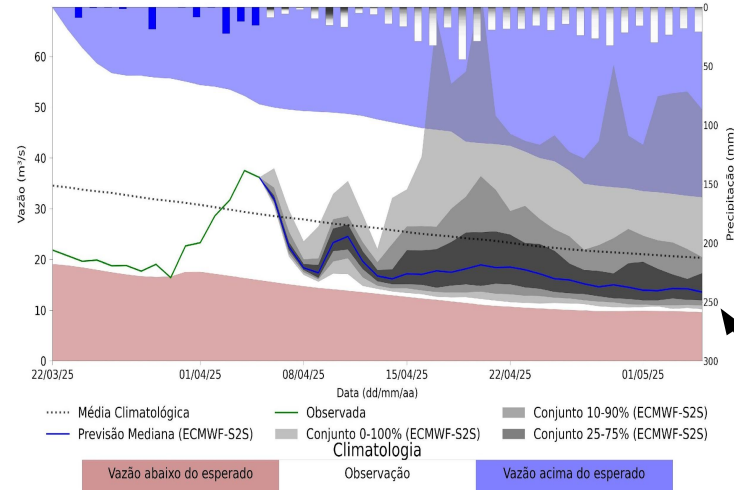 0
60
50
50
100
40
150
30
200
20
250
10
0
300
Vazão (m³/s)
Precipitação (mm)
22/03/25 01/04/25 08/04/25 15/04/25 22/04/25 01/05/25
Data (dd/mm/aa)
Média Climatológica Observada Conjunto 10-90% (ECMWF-S2S)
Previsão Mediana (ECMWF-S2S) Conjunto 0-100% (ECMWF-S2S) Conjunto 25-75% (ECMWF-S2S)
Climatologia
Vazão abaixo do esperado Observação Vazão acima do esperado